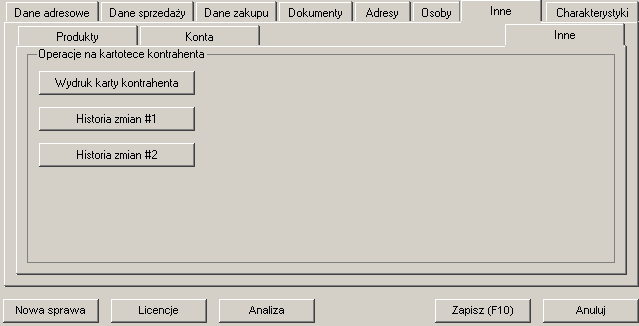 Dane adresowe Dane sprzedaży Dane zakupu Dokumenty Adresy Osoby Inne Charakterystyki
Produkty Konta Inne
Operacje na kartotece kontrahenta
Wydruk karty kontrahenta
Historia zmian #1
Historia zmian #2
Nowa sprawa Licencje Analiza Zapisz (F10) Anuluj